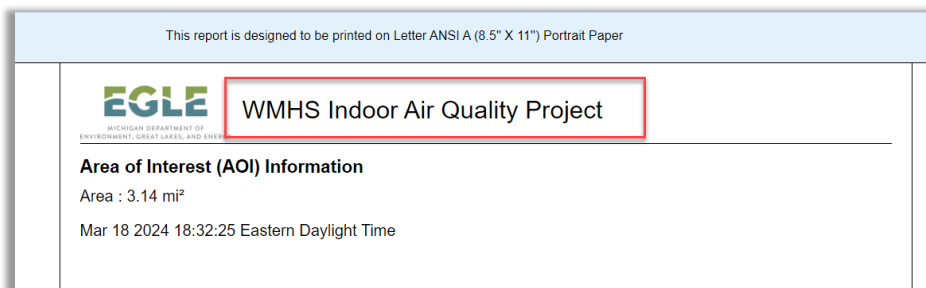 This report is designed to be printed on Letter ANSI A (8.5" X 11") Portrait Paper
EGLE
MICHIGAN DEPARTMENT OF
ENVIRONMENT, GREAT LAKES, AND ENERG
WMHS Indoor Air Quality Project
Area of Interest (AOI) Information
Area : 3.14 mi²
Mar 18 2024 18:32:25 Eastern Daylight Time